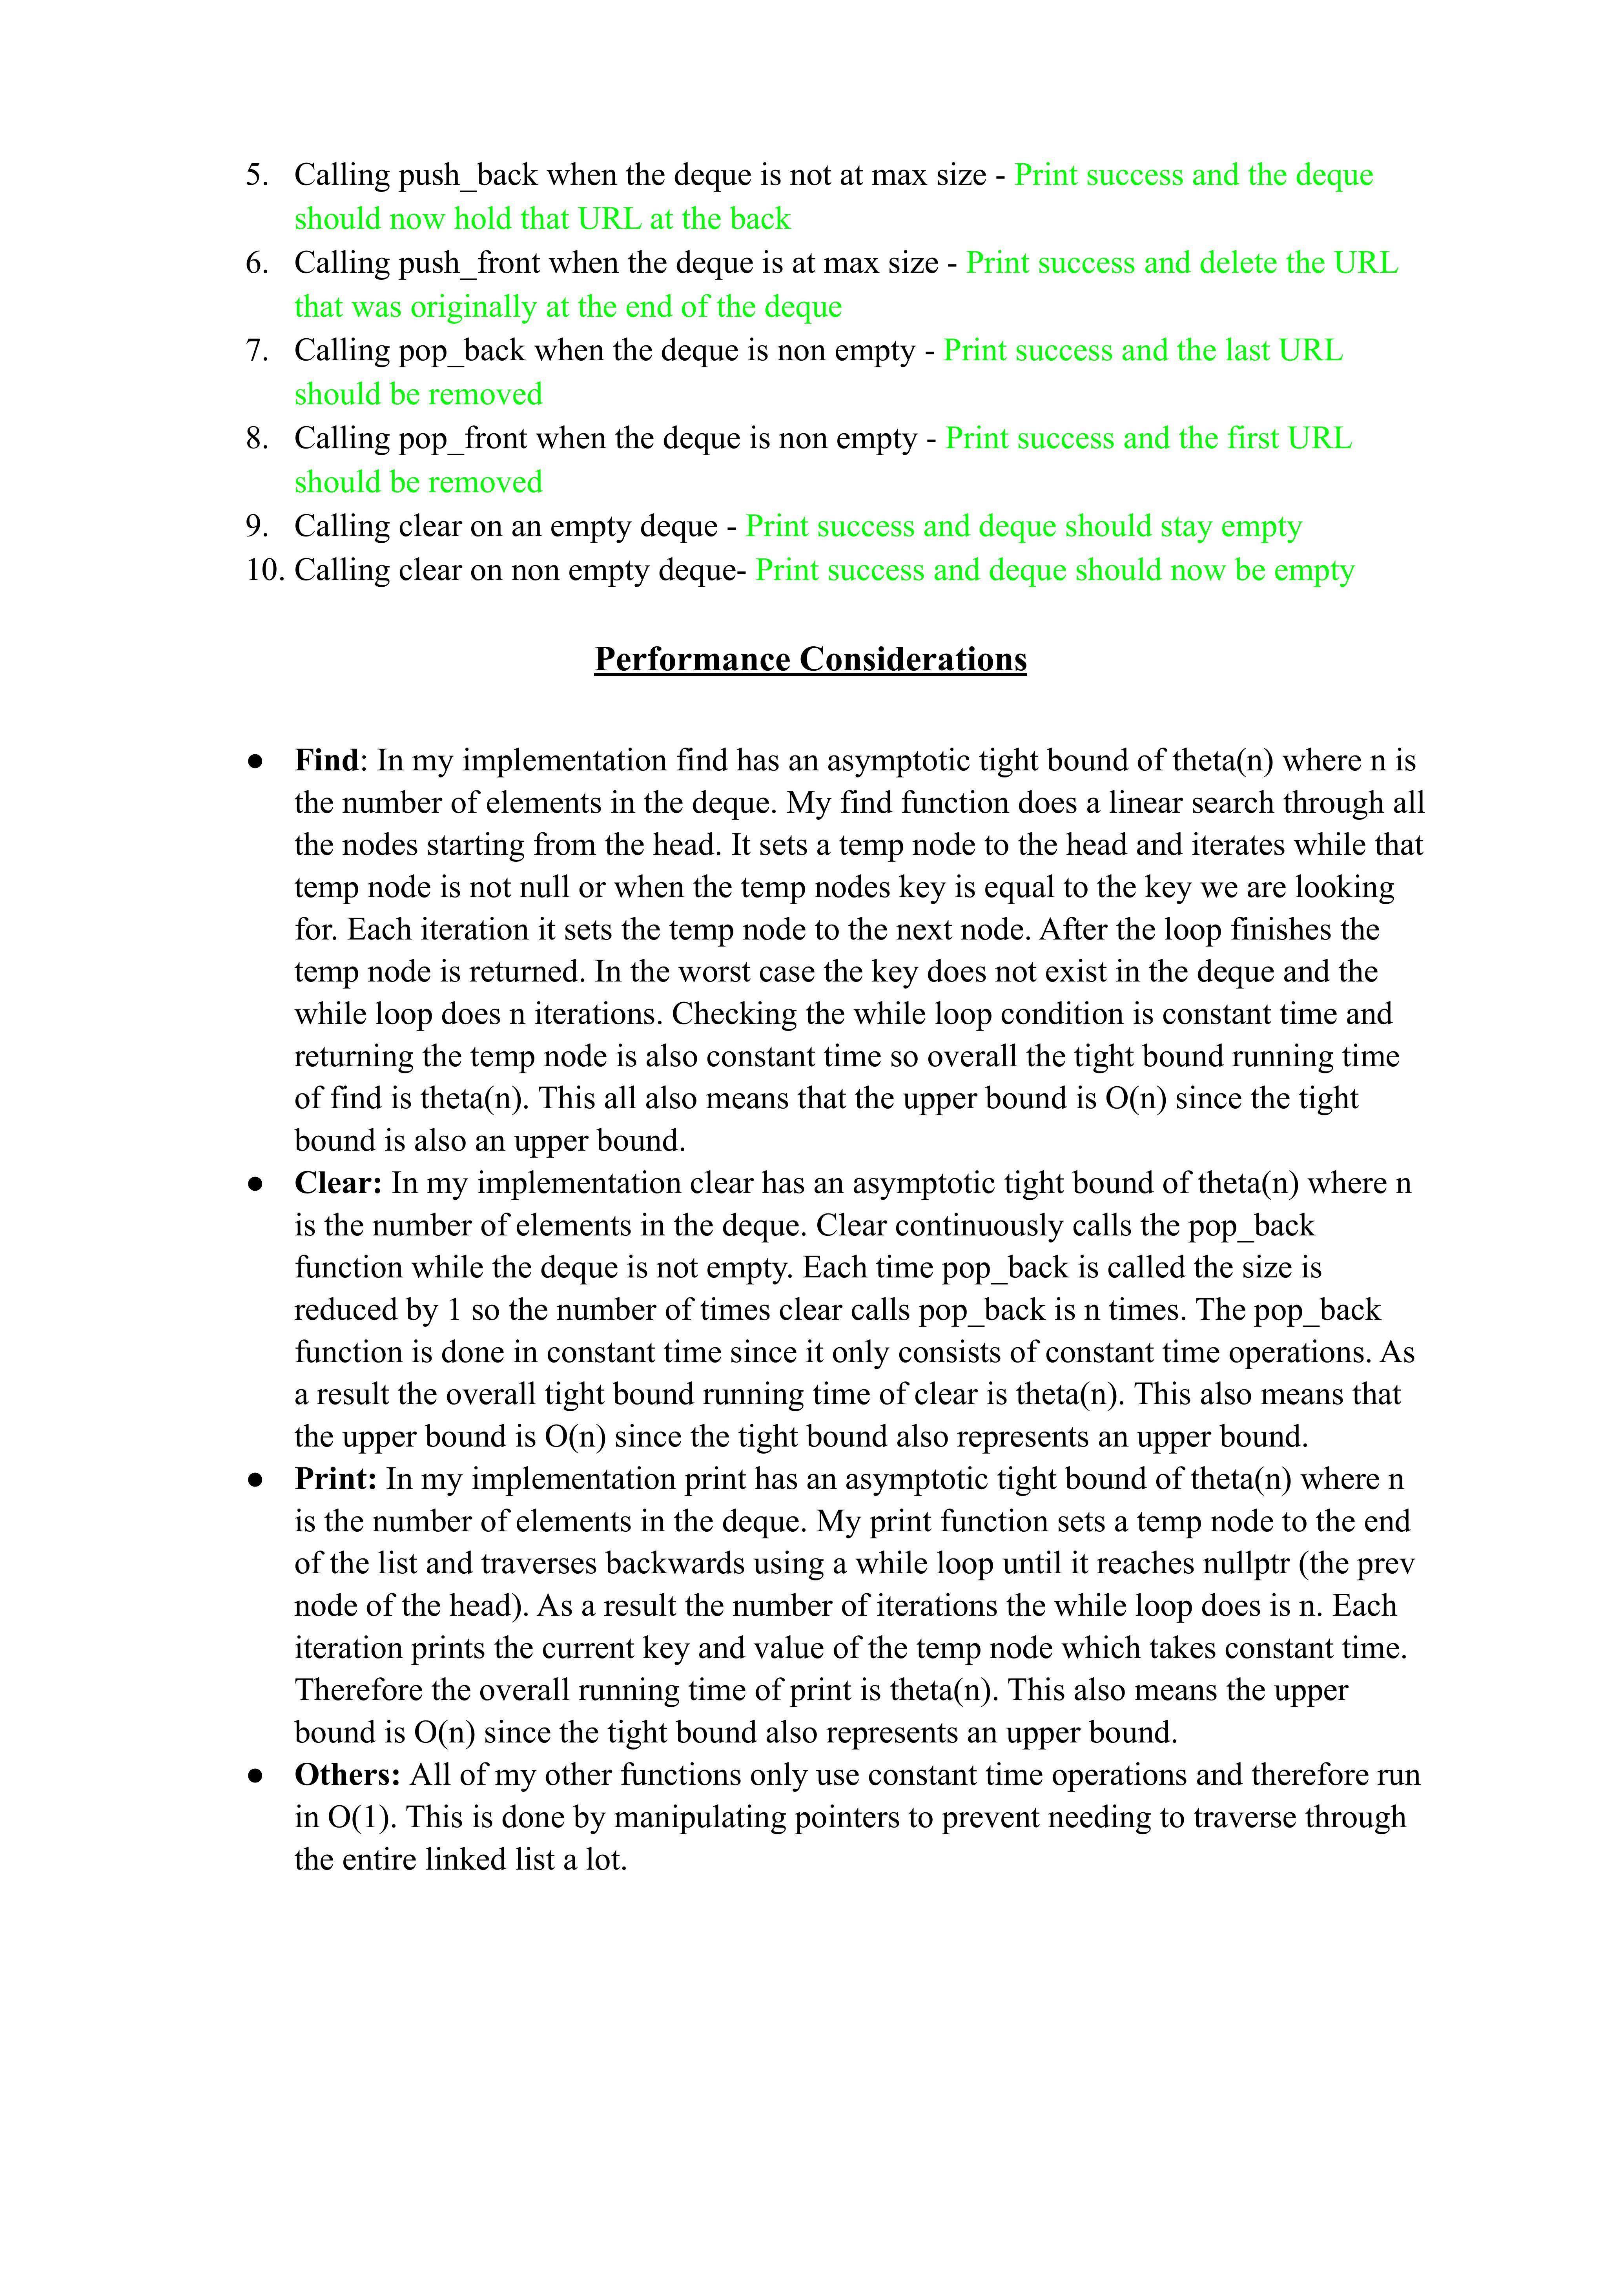 5. Calling push_back when the deque is not at max size - Print success and the deque
should now hold that URL at the back
6. Calling push_front when the deque is at max size - Print success and delete the URL
that was originally at the end of the deque
7. Calling pop_back when the deque is non empty - Print success and the last URL
should be removed
8. Calling pop_front when the deque is non empty - Print success and the first URL
should be removed
9. Calling clear on an empty deque - Print success and deque should stay empty
10. Calling clear on non empty deque- Print success and deque should now be empty
Performance Considerations
● Find: In my implementation find has an asymptotic tight bound of theta(n) where n is
the number of elements in the deque. My find function does a linear search through all
the nodes starting from the head. It sets a temp node to the head and iterates while that
temp node is not null or when the temp nodes key is equal to the key we are looking
for. Each iteration it sets the temp node to the next node. After the loop finishes the
temp node is returned. In the worst case the key does not exist in the deque and the
while loop does n iterations. Checking the while loop condition is constant time and
returning the temp node is also constant time so overall the tight bound running time
of find is theta(n). This all also means that the upper bound is O(n) since the tight
bound is also an upper bound.
● Clear: In my implementation clear has an asymptotic tight bound of theta(n) where n
is the number of elements in the deque. Clear continuously calls the pop_back
function while the deque is not empty. Each time pop_back is called the size is
reduced by 1 so the number of times clear calls pop_back is n times. The pop_back
function is done in constant time since it only consists of constant time operations. As
a result the overall tight bound running time of clear is theta(n). This also means that
the upper bound is O(n) since the tight bound also represents an upper bound.
● Print: In my implementation print has an asymptotic tight bound of theta(n) where n
is the number of elements in the deque. My print function sets a temp node to the end
of the list and traverses backwards using a while loop until it reaches nullptr (the prev
node of the head). As a result the number of iterations the while loop does is n. Each
iteration prints the current key and value of the temp node which takes constant time.
Therefore the overall running time of print is theta(n). This also means the upper
bound is O(n) since the tight bound also represents an upper bound.
● Others: All of my other functions only use constant time operations and therefore run
in O(1). This is done by manipulating pointers to prevent needing to traverse through
the entire linked list a lot.